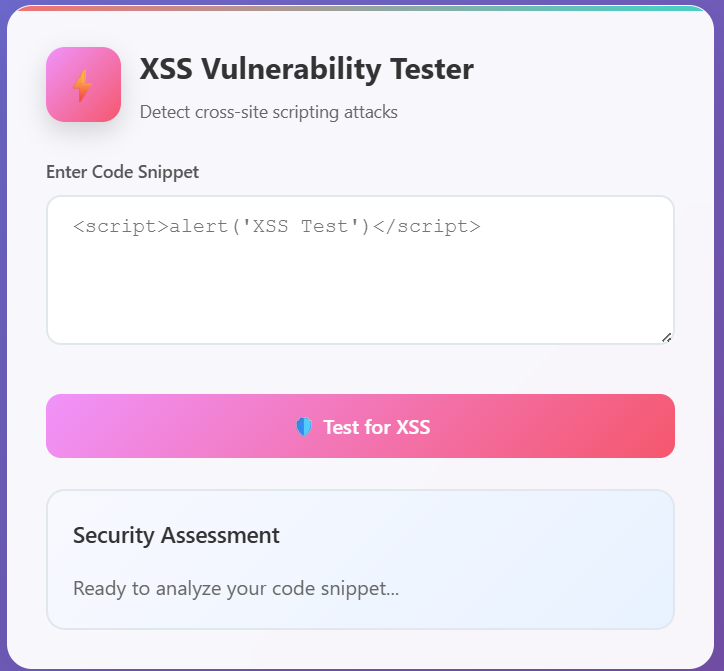 XSS Vulnerability Tester
Detect cross-site scripting attacks
Enter Code Snippet
<script>alert('XSS Test')</script>
Test for XSS
Security Assessment
Ready to analyze your code snippet...